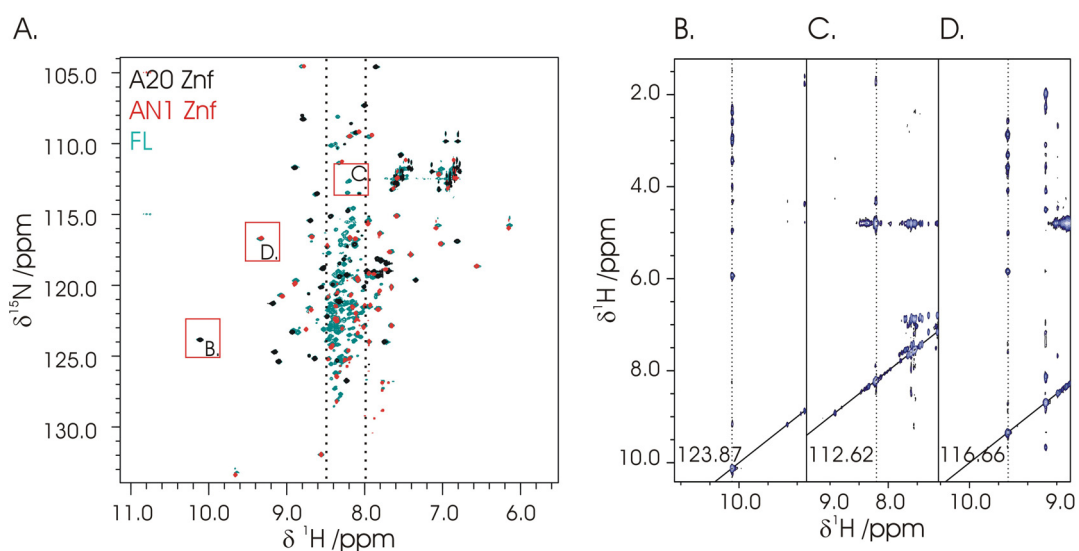 A.
A20 Znf
AN1 Znf
FL
C.
D.
B.
105.0
110.0
115.0
120.0
125.0
130.0
δ15N /ppm
11.0 10.0 9.0 8.0 7.0 6.0
δ 1H /ppm
B. C. D.
2.0
4.0
6.0
8.0
10.0
δ1H /ppm
123.87 112.62 116.66
10.0 9.0 8.0 10.0 9.0
δ1H /ppm